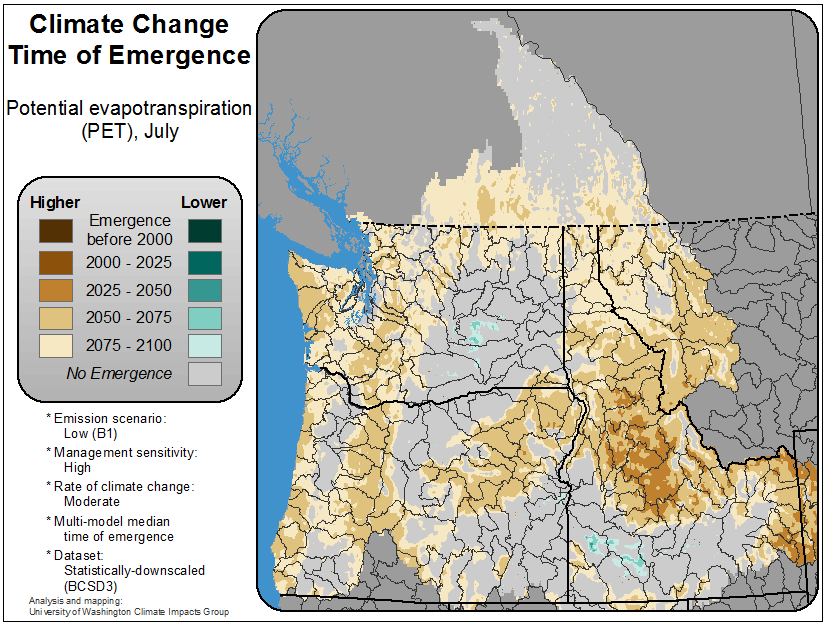 Climate Change
Time of Emergence
Potential evapotranspiration
(PET), July
Higher
Lower
Emergence
before 2000
2000 - 2025
2025 - 2050
2050 - 2075
2075 - 2100
No Emergence
* Emission scenario:
Low (B1)
* Management sensitivity:
High
* Rate of climate change:
Moderate
* Multi-model median
time of emergence
* Dataset:
Statistically-downscaled
(BCSD3)
Analysis and mapping:
University of Washington Climate Impacts Group